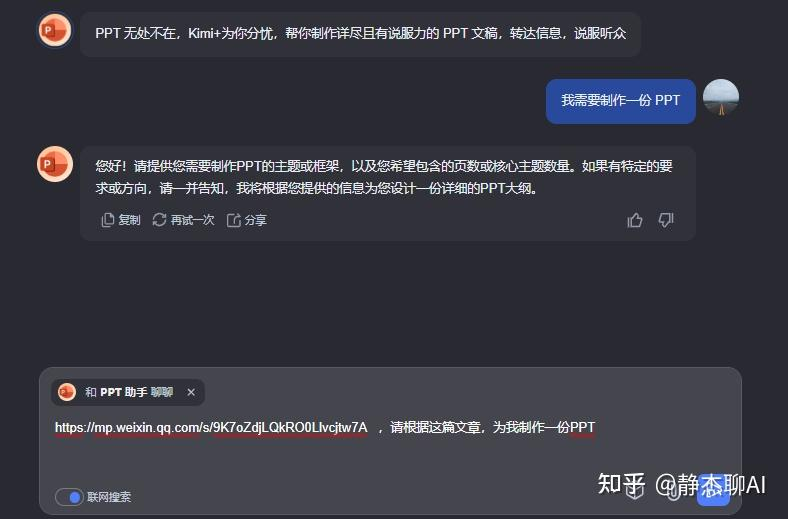 PPT 无处不在，Kimi+为你分忧，帮你制作详尽且有说服力的 PPT 文稿，转达信息，说服听众
我需要制作一份 PPT
您好！请提供您需要制作PPT的主题或框架，以及您希望包含的页数或核心主题数量。如果有特定的要
求或方向，请一并告知，我将根据您提供的信息为您设计一份详细的PPT大纲。
复制 再试一次 分享
和 PPT 助手 聊聊 ×
https://mp.weixin.qq.com/s/9K7oZdjLQkRO0LIvcjtw7A ，请根据这篇文章，为我制作一份PPT
联网搜索
知乎 @静杰聊AI